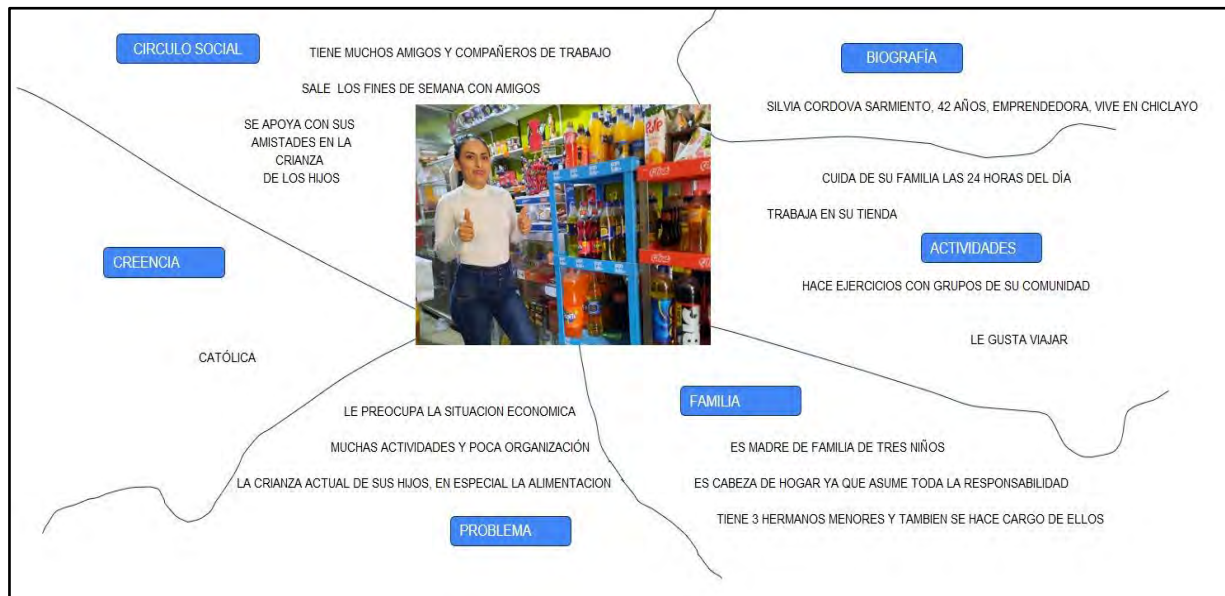 CIRCULO SOCIAL
TIENE MUCHOS AMIGOS Y COMPAÑEROS DE TRABAJO
SALE LOS FINES DE SEMANA CON AMIGOS
SE APOYA CON SUS
AMISTADES EN LA
CRIANZA
DE LOS HIJOS
BIOGRAFÍA
SILVIA CORDOVA SARMIENTO, 42 AÑOS, EMPRENDEDORA, VIVE EN CHICLAYO
CUIDA DE SU FAMILIA LAS 24 HORAS DEL DÍA
TRABAJA EN SU TIENDA
ACTIVIDADES
HACE EJERCICIOS CON GRUPOS DE SU COMUNIDAD
LE GUSTA VIAJAR
CREENCIA
CATÓLICA
LE PREOCUPA LA SITUACION ECONOMICA
MUCHAS ACTIVIDADES Y POCA ORGANIZACIÓN
LA CRIANZA ACTUAL DE SUS HIJOS, EN ESPECIAL LA ALIMENTACION
PROBLEMA
FAMILIA
ES MADRE DE FAMILIA DE TRES NIÑOS
ES CABEZA DE HOGAR YA QUE ASUME TODA LA RESPONSABILIDAD
TIENE 3 HERMANOS MENORES Y TAMBIEN SE HACE CARGO DE ELLOS
Pulp
FANTA